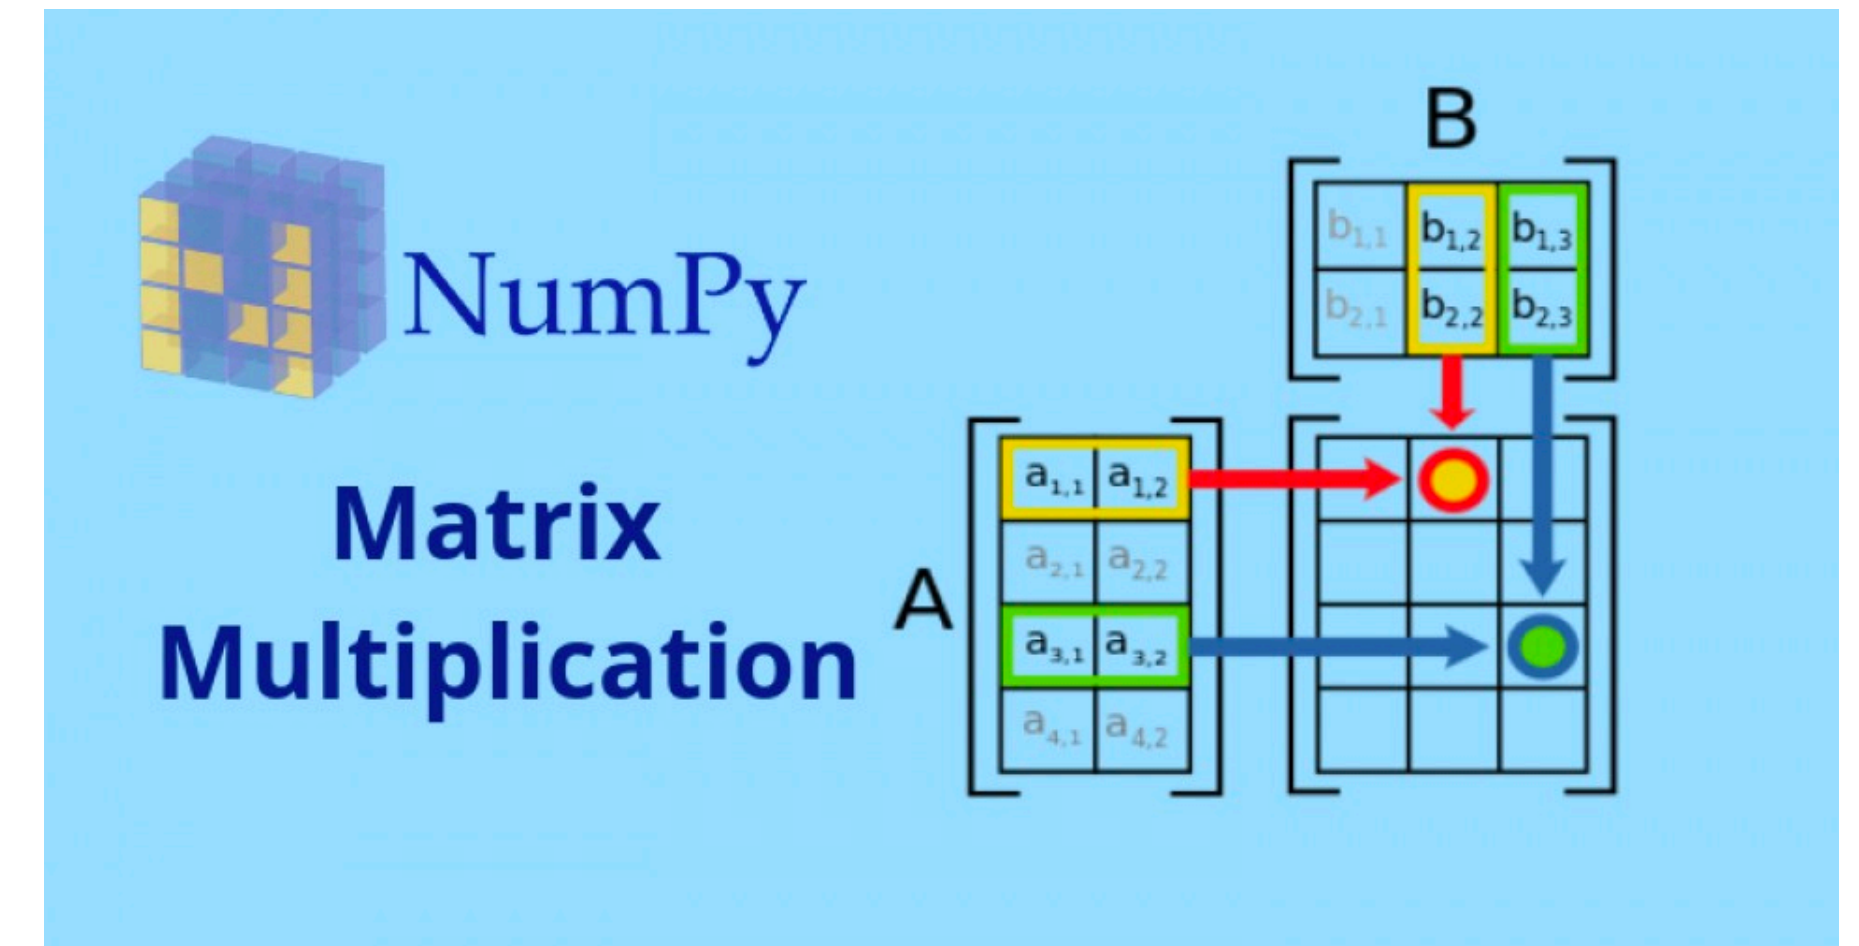 NumPy
Matrix
Multiplication
B
b1,1 b1,2 b1,3
b2,1 b2,2 b2,3
A
a1,1 a1,2
a2,1 a2,2
a3,1 a3,2
a4,1 a4,2